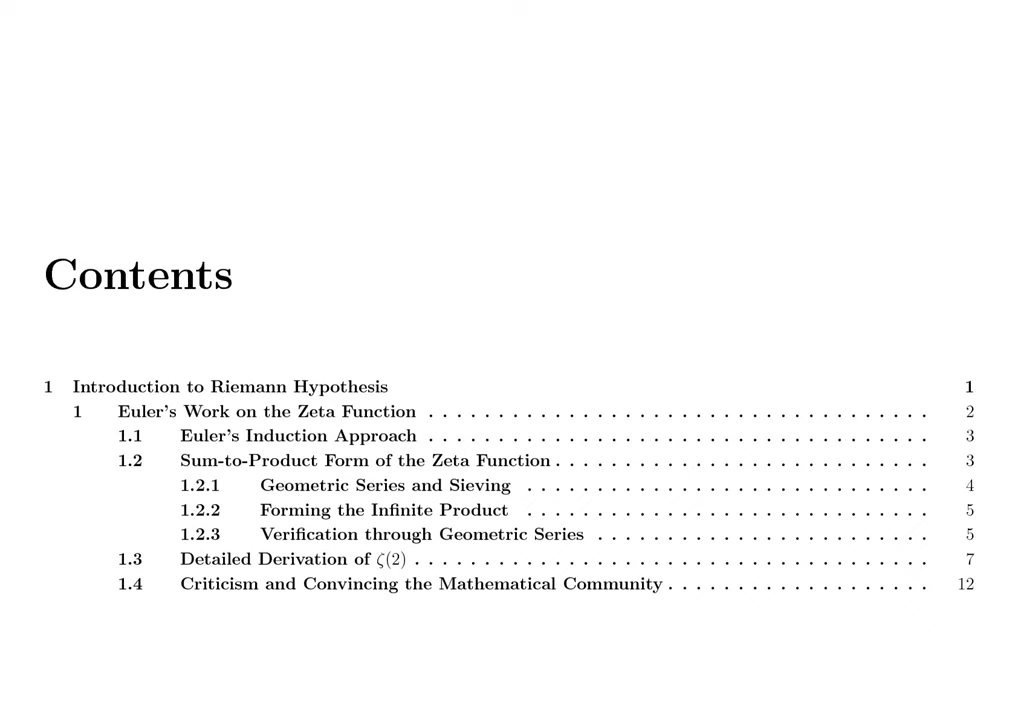 Contents
1 Introduction to Riemann Hypothesis 1
1 Euler's Work on the Zeta Function . . . . . . . . . . . . . . . . . . . . . . . . . . . . . . . . . . . . 2
1.1 Euler's Induction Approach . . . . . . . . . . . . . . . . . . . . . . . . . . . . . . . . . . . . 3
1.2 Sum-to-Product Form of the Zeta Function . . . . . . . . . . . . . . . . . . . . . . . . . . . 3
1.2.1 Geometric Series and Sieving . . . . . . . . . . . . . . . . . . . . . . . . . . . . . 4
1.2.2 Forming the Infinite Product . . . . . . . . . . . . . . . . . . . . . . . . . . . . . 5
1.2.3 Verification through Geometric Series . . . . . . . . . . . . . . . . . . . . . . . . 5
1.3 Detailed Derivation of ζ(2) . . . . . . . . . . . . . . . . . . . . . . . . . . . . . . . . . . . . . 7
1.4 Criticism and Convincing the Mathematical Community . . . . . . . . . . . . . . . . . . . 12